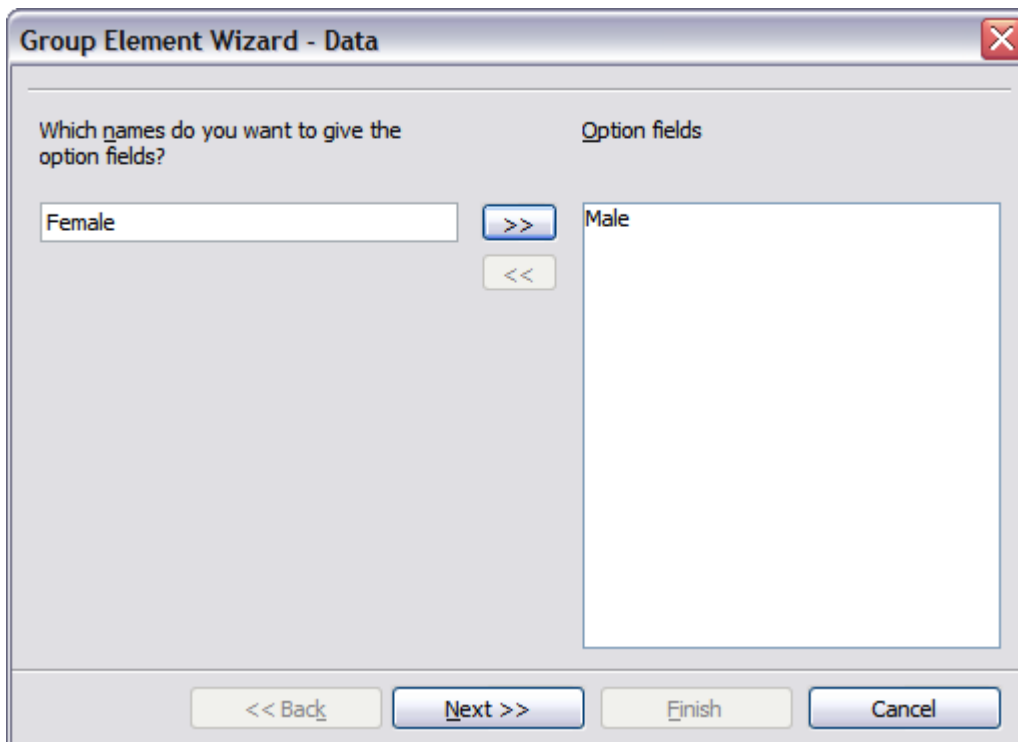 Group Element Wizard - Data
Which names do you want to give the
option fields?
Option fields
Female
>>
Male
<<
<< Back
Next >>
Finish
Cancel